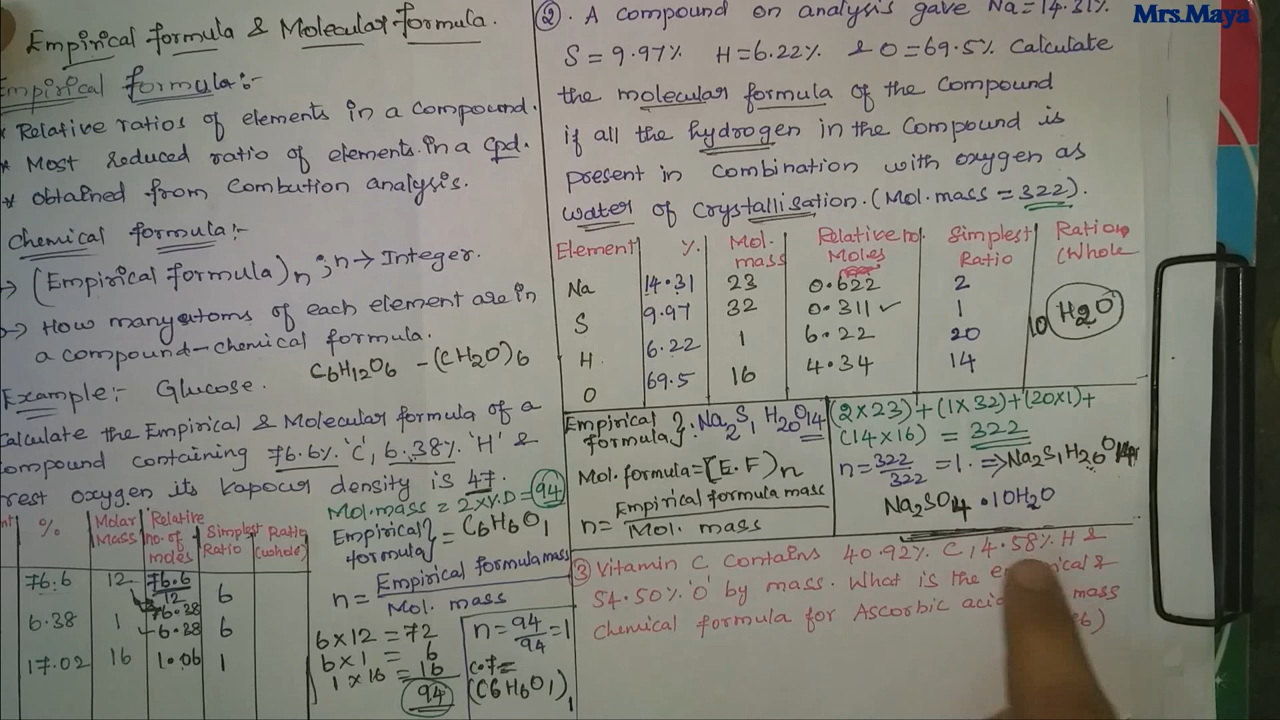 Empirical formula & Molecular formula.
Empirical formula:-
* Relative ratios of elements in a compound.
* Most reduced ratio of elements in a cpd.
* obtained from Combution analysis.
Chemical formula:-
→ (Empirical formula)n ; n → Integer.
→ How many atoms of each element are in
a compound - chemical formula.
Example:- Glucose. C6H12O6 - (CH2O)6
Calculate the Empirical & Molecular formula of a
compound containing 76.6% 'C', 6.38% 'H' &
rest oxygen its vapour density is 47.
Mol.mass = 2 x V.D = 94
% Molar Mass Relative no. of moles Simplest Ratio Ratio (whole)
76.6 12 76.6/12 6
6.38 1 6.38 6
17.02 16 1.06 1
Empirical formula } = C6H6O1
n = Empirical formula mass / Mol. mass
6 x 12 = 72
6 x 1 = 6
1 x 16 = 16
94
n = 94/94 = 1
(C6H6O1)1
Mrs.Maya
②. A compound on analysis gave Na = 14.31%
S = 9.97% H = 6.22% & O = 69.5% calculate
the molecular formula of the compound
if all the hydrogen in the compound is
present in combination with oxygen as
water of crystallisation. (Mol.mass = 322).
Element % Mol. mass Relative no. Moles Simplest Ratio Ratio (Whole
Na 14.31 23 0.622 2
S 9.97 32 0.311 ✓ 1
H 6.22 1 6.22 20
O 69.5 16 4.34 14
10 H2O
Empirical formula } : Na2S1 H20O14
Mol. formula = [E.F]n
n = Empirical formula mass / Mol. mass
(2x23) + (1x32) + (20x1) +
(14x16) = 322
n = 322/322 = 1. ⇒ Na2S1H20O14
Na2SO4 . 10H2O
③ Vitamin C contains 40.92% C, 4.58% H &
54.50% 'O' by mass. What is the &
chemical formula for Ascorbic mass